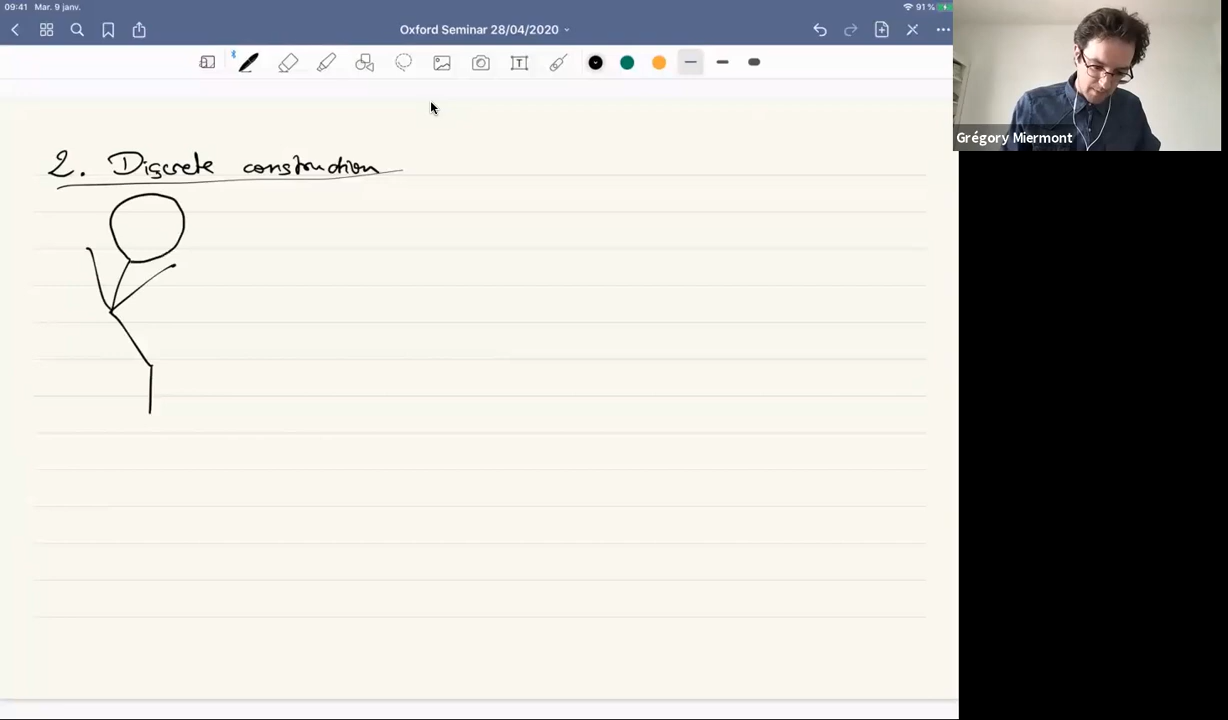 09:41 Mar. 9 janv.
91 %
Oxford Seminar 28/04/2020
T
2. Discrete construction
Grégory Miermont